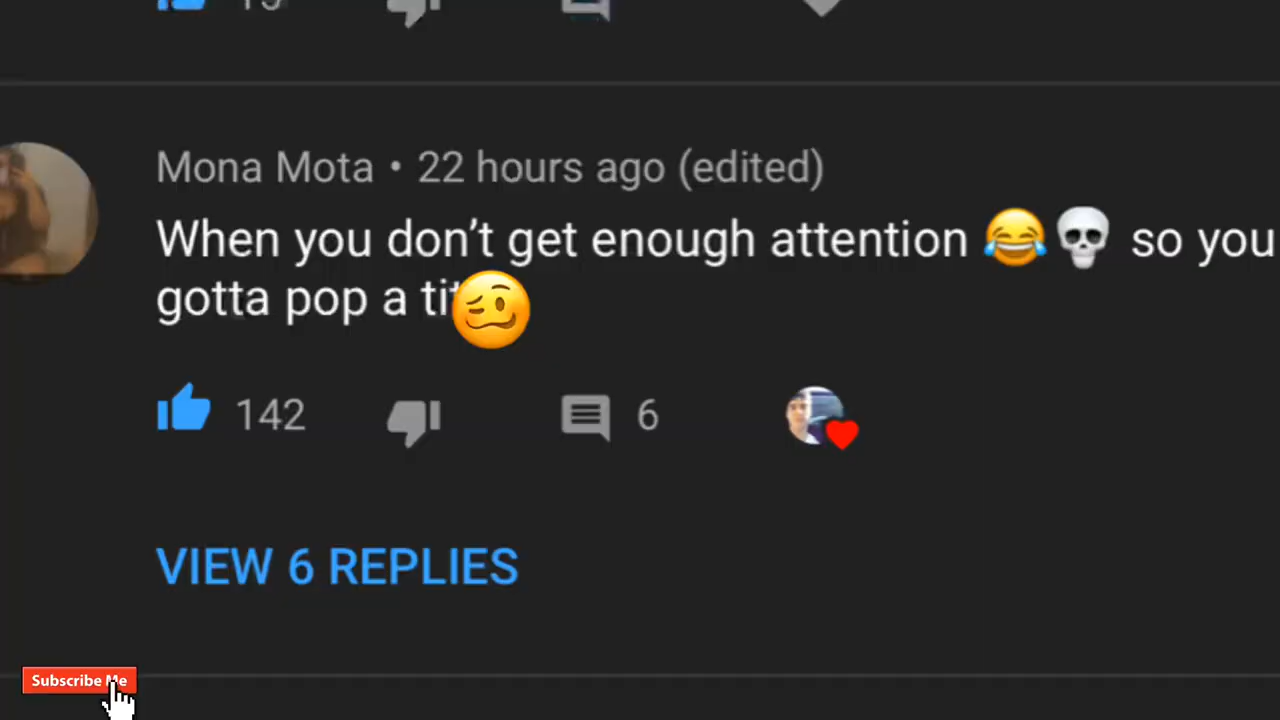 Mona Mota • 22 hours ago (edited)
When you don't get enough attention 😂💀 so you
gotta pop a tit🥴
142
6
VIEW 6 REPLIES
Subscribe Me